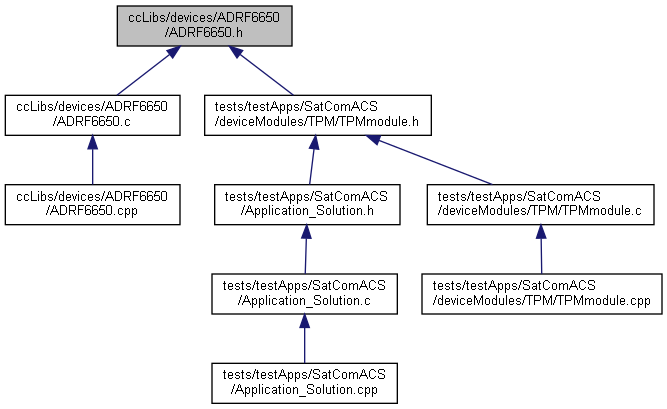 ccLibs/devices/ADRF6650
/ADRF6650.h
ccLibs/devices/ADRF6650
/ADRF6650.c
tests/testApps/SatComACS
/deviceModules/TPM/TPMmodule.h
ccLibs/devices/ADRF6650
/ADRF6650.cpp
tests/testApps/SatComACS
/Application_Solution.h
tests/testApps/SatComACS
/deviceModules/TPM/TPMmodule.c
tests/testApps/SatComACS
/Application_Solution.c
tests/testApps/SatComACS
/deviceModules/TPM/TPMmodule.cpp
tests/testApps/SatComACS
/Application_Solution.cpp